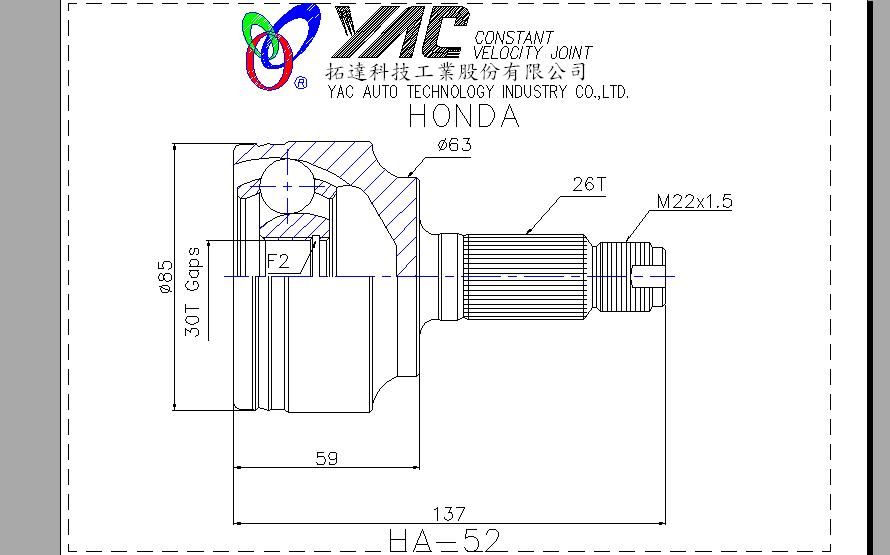 YAC CONSTANT
VELOCITY JOINT
®
拓達科技工業股份有限公司
YAC AUTO TECHNOLOGY INDUSTRY CO.,LTD.
HONDA
ø63
26T
M22x1.5
F2
ø85
30T Gaps
59
137
HA-52